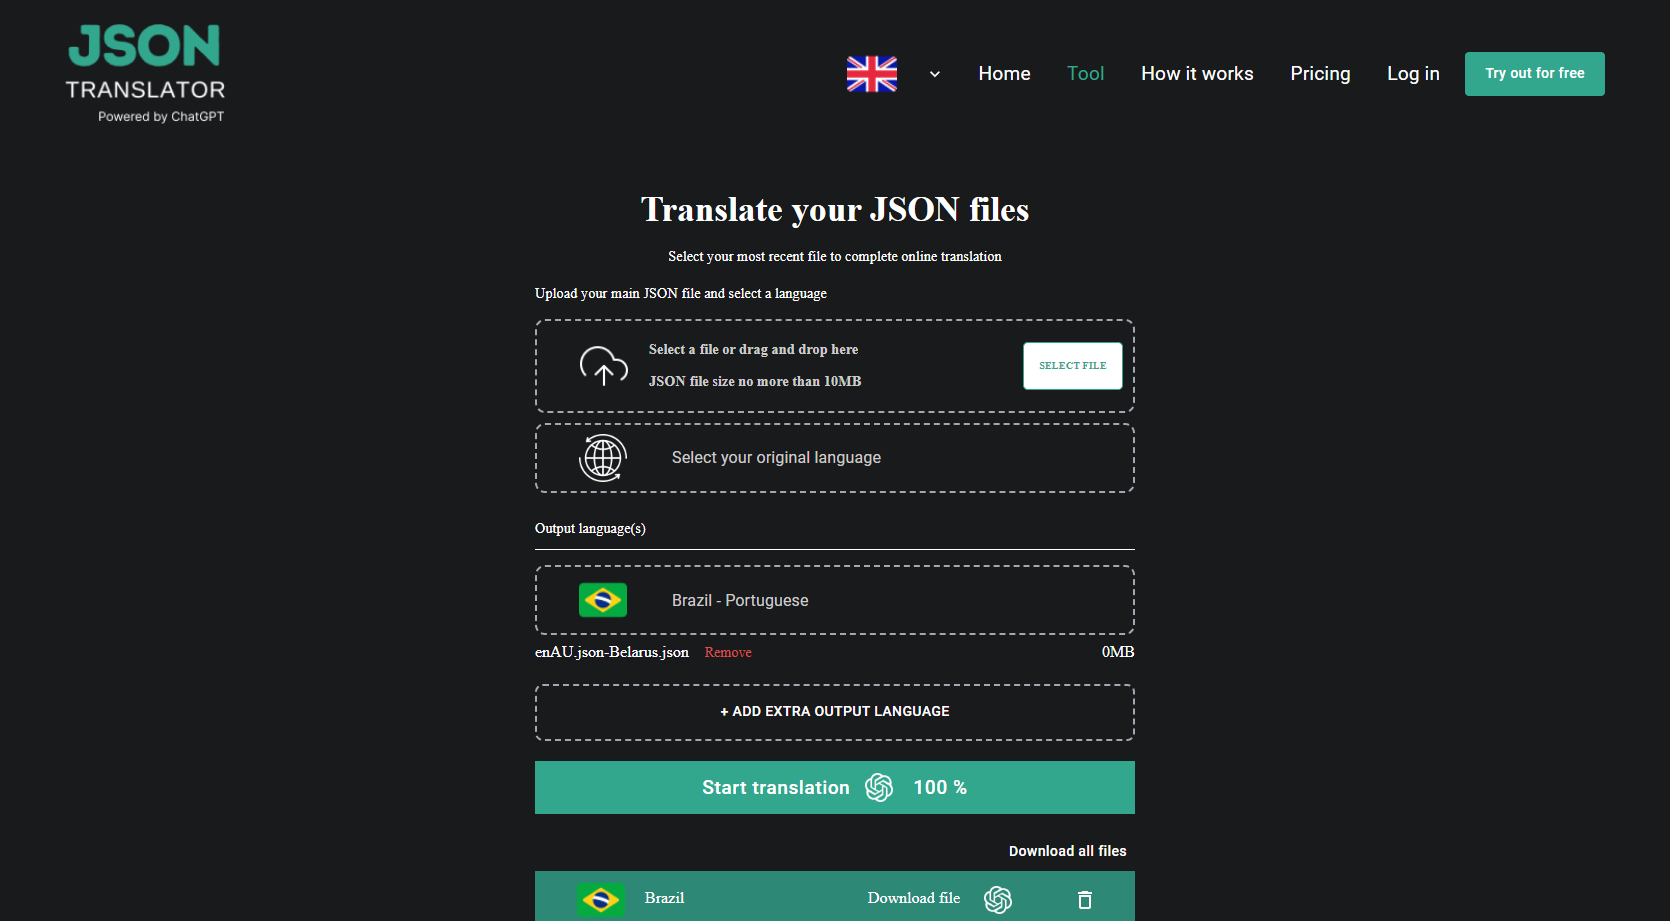 JSON
TRANSLATOR
Powered by ChatGPT
Home
Tool
How it works
Pricing
Log in
Try out for free
Translate your JSON files
Select your most recent file to complete online translation
Upload your main JSON file and select a language
Select a file or drag and drop here
JSON file size no more than 10MB
SELECT FILE
Select your original language
Output language(s)
Brazil - Portuguese
enAU.json-Belarus.json Remove 0MB
+ ADD EXTRA OUTPUT LANGUAGE
Start translation 100 %
Download all files
Brazil Download file